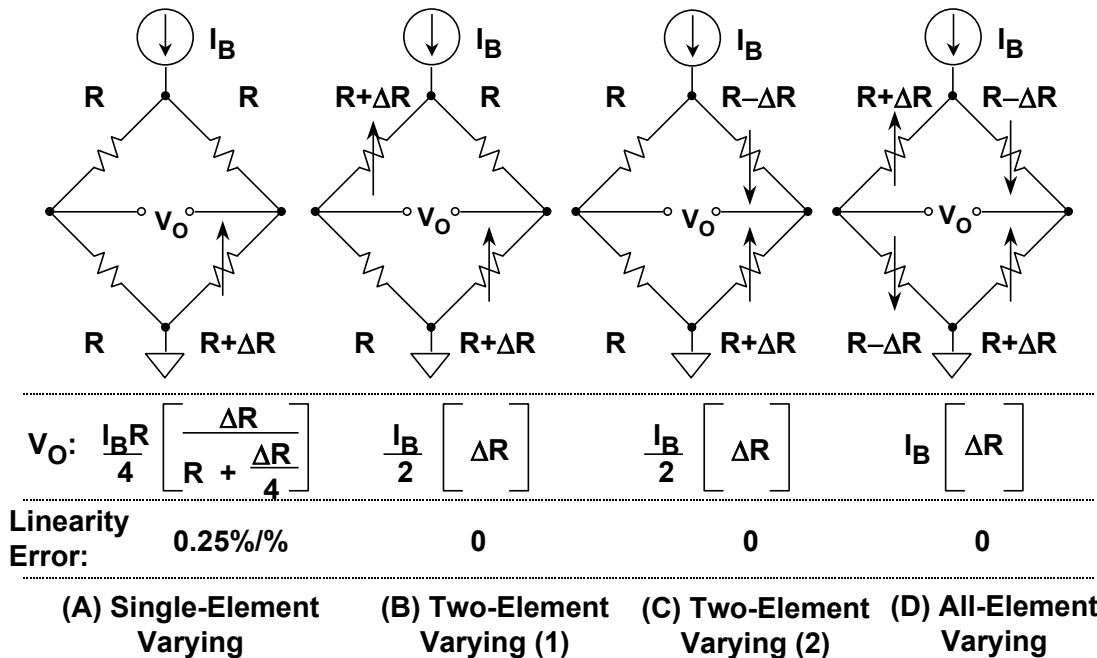 I_B I_B I_B I_B
R R R+ΔR R R R–ΔR R+ΔR R–ΔR
V_O V_O V_O V_O
R R+ΔR R R+ΔR R R+ΔR R–ΔR R+ΔR
V_O: I_B R / 4 [ ΔR / (R + ΔR / 4) ] I_B / 2 [ ΔR ] I_B / 2 [ ΔR ] I_B [ ΔR ]
Linearity
Error: 0.25%/% 0 0 0
(A) Single-Element (B) Two-Element (C) Two-Element (D) All-Element
Varying Varying (1) Varying (2) Varying